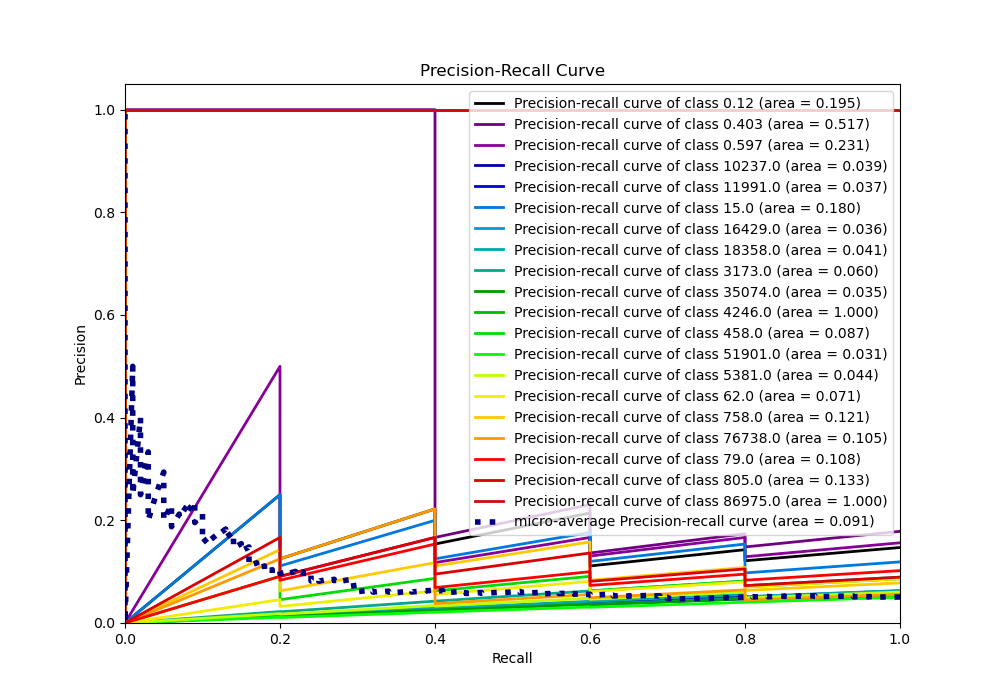 Precision-Recall Curve
1.0
0.8
0.6
0.4
0.2
0.0
Precision
0.0 0.2 0.4 0.6 0.8 1.0
Recall
Precision-recall curve of class 0.12 (area = 0.195)
Precision-recall curve of class 0.403 (area = 0.517)
Precision-recall curve of class 0.597 (area = 0.231)
Precision-recall curve of class 10237.0 (area = 0.039)
Precision-recall curve of class 11991.0 (area = 0.037)
Precision-recall curve of class 15.0 (area = 0.180)
Precision-recall curve of class 16429.0 (area = 0.036)
Precision-recall curve of class 18358.0 (area = 0.041)
Precision-recall curve of class 3173.0 (area = 0.060)
Precision-recall curve of class 35074.0 (area = 0.035)
Precision-recall curve of class 4246.0 (area = 1.000)
Precision-recall curve of class 458.0 (area = 0.087)
Precision-recall curve of class 51901.0 (area = 0.031)
Precision-recall curve of class 5381.0 (area = 0.044)
Precision-recall curve of class 62.0 (area = 0.071)
Precision-recall curve of class 758.0 (area = 0.121)
Precision-recall curve of class 76738.0 (area = 0.105)
Precision-recall curve of class 79.0 (area = 0.108)
Precision-recall curve of class 805.0 (area = 0.133)
Precision-recall curve of class 86975.0 (area = 1.000)
micro-average Precision-recall curve (area = 0.091)